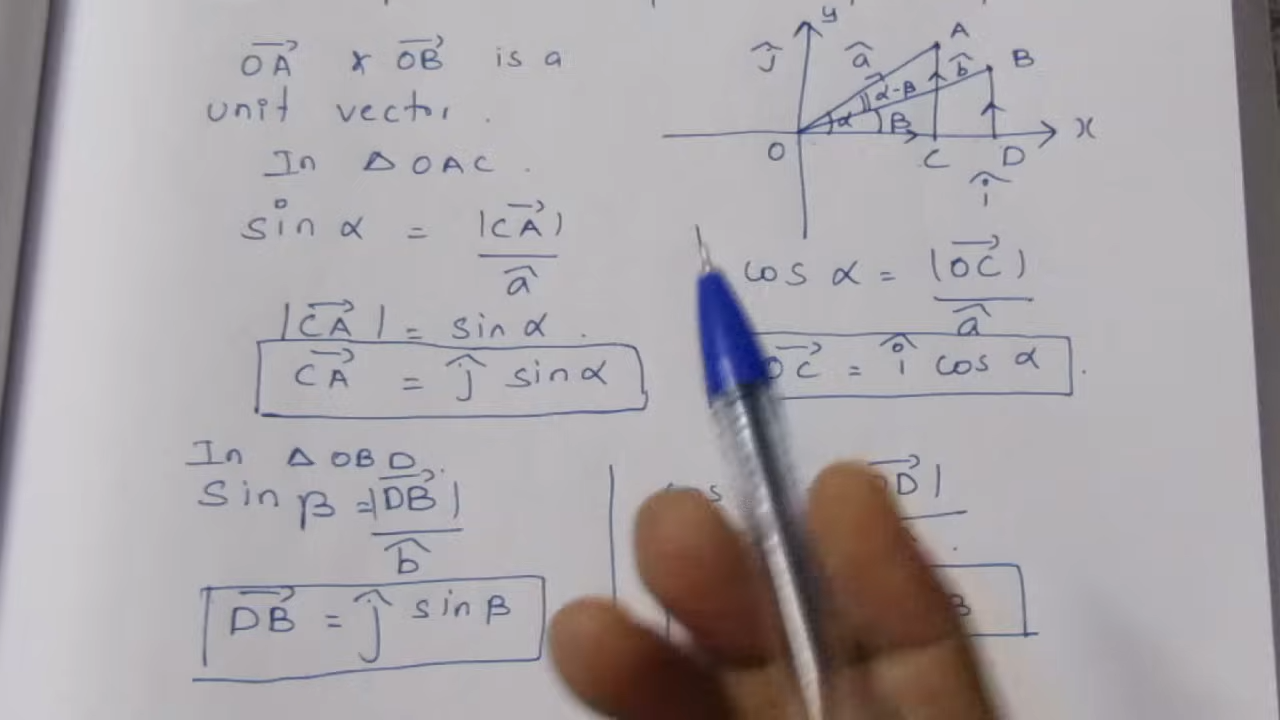 OA⃗ × OB⃗ is a
unit vector.
In △OAC.
sin α = |CA⃗|
â
|CA⃗| = sin α.
CA⃗ = ĵ sin α
In △OBD.
Sin β = |DB⃗|
b̂
DB⃗ = ĵ sin β
y
A
ĵ
â
b̂
B
α-β
α
β
x
O
C
D
î
cos α = |OC⃗|
â
OC⃗ = î cos α.
D⃗|
β